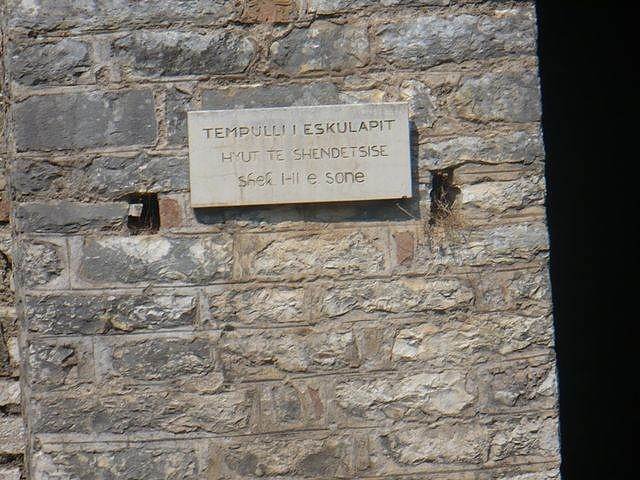 TEMPULLI I ESKULAPIT
HYUT TE SHENDETSISE
shek I-II e sone